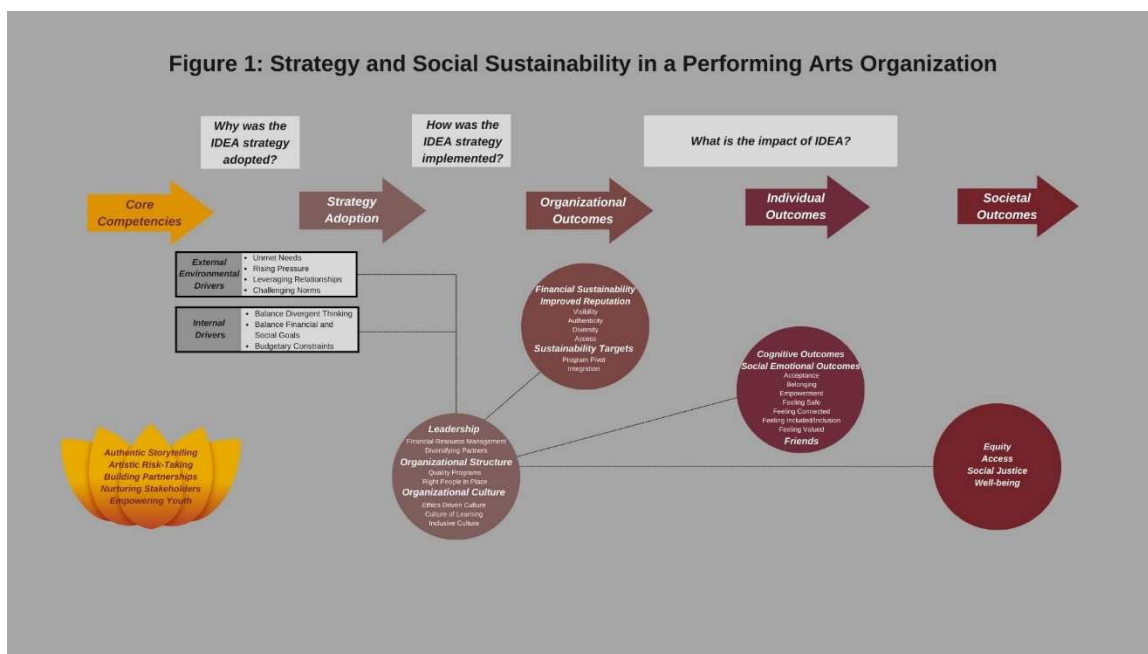 Figure 1: Strategy and Social Sustainability in a Performing Arts Organization
Why was the
IDEA strategy
adopted?
How was the
IDEA strategy
implemented?
What is the impact of IDEA?
Core
Competencies
Strategy
Adoption
Organizational
Outcomes
Individual
Outcomes
Societal
Outcomes
External
Environmental
Drivers
• Unmet Needs
• Rising Pressure
• Leveraging Relationships
• Challenging Norms
Internal
Drivers
• Balance Divergent Thinking
• Balance Financial and
Social Goals
• Budgetary Constraints
Financial Sustainability
Improved Reputation
Visibility
Authenticity
Diversity
Access
Sustainability Targets
Program Pivot
Integration
Cognitive Outcomes
Social Emotional Outcomes
Acceptance
Belonging
Empowerment
Feeling Safe
Feeling Connected
Feeling Included/Inclusion
Feeling Valued
Friends
Authentic Storytelling
Artistic Risk-Taking
Building Partnerships
Nurturing Stakeholders
Empowering Youth
Leadership
Financial Resource Management
Diversifying Partners
Organizational Structure
Quality Programs
Right People in Place
Organizational Culture
Ethics Driven Culture
Culture of Learning
Inclusive Culture
Equity
Access
Social Justice
Well-being